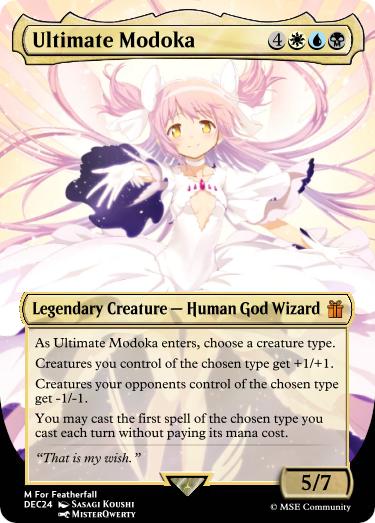 Ultimate Modoka 4
Legendary Creature — Human God Wizard
As Ultimate Modoka enters, choose a creature type.
Creatures you control of the chosen type get +1/+1.
Creatures your opponents control of the chosen type
get -1/-1.
You may cast the first spell of the chosen type you
cast each turn without paying its mana cost.
“That is my wish.”
5/7
M For Featherfall
DEC24 Sasagi Koushi
MisterQwerty
© MSE Community